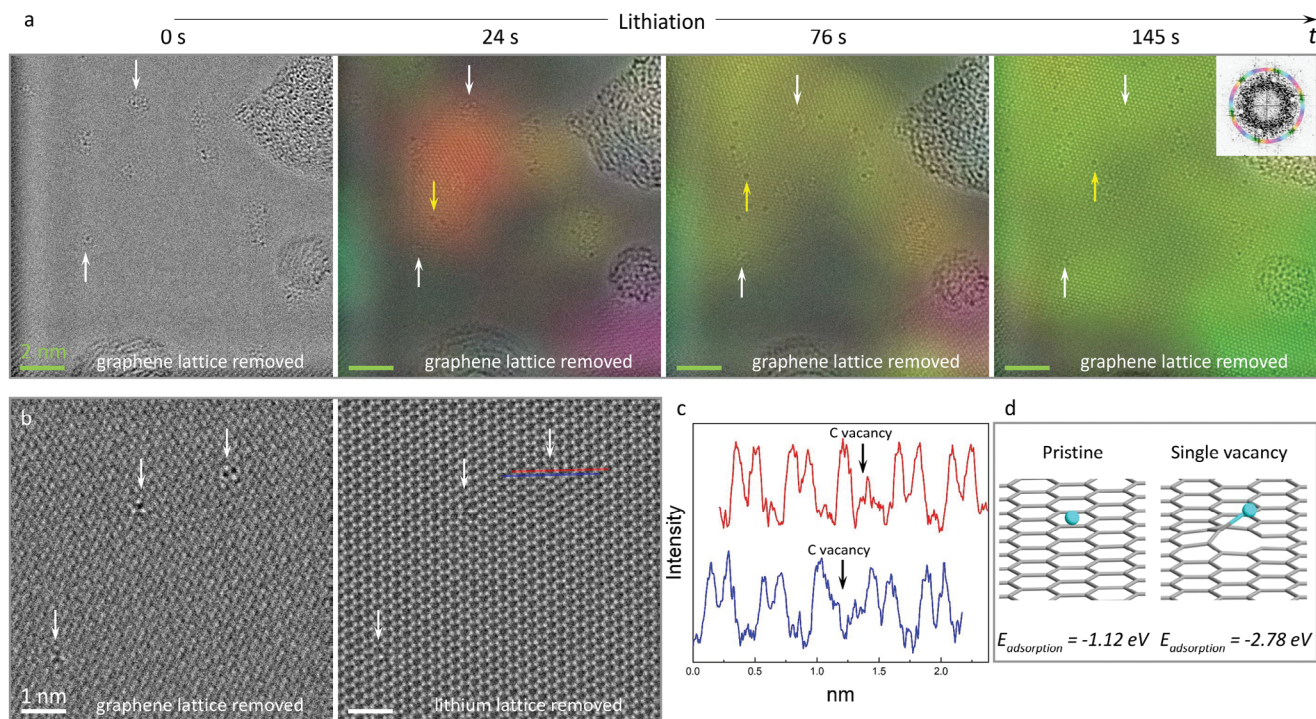 a
Lithiation
0 s
24 s
76 s
145 s
t
2 nm
graphene lattice removed
graphene lattice removed
graphene lattice removed
graphene lattice removed
b
1 nm
graphene lattice removed
lithium lattice removed
c
C vacancy
C vacancy
Intensity
0.0 0.5 1.0 1.5 2.0
nm
d
Pristine
Single vacancy
E adsorption = -1.12 eV
E adsorption = -2.78 eV